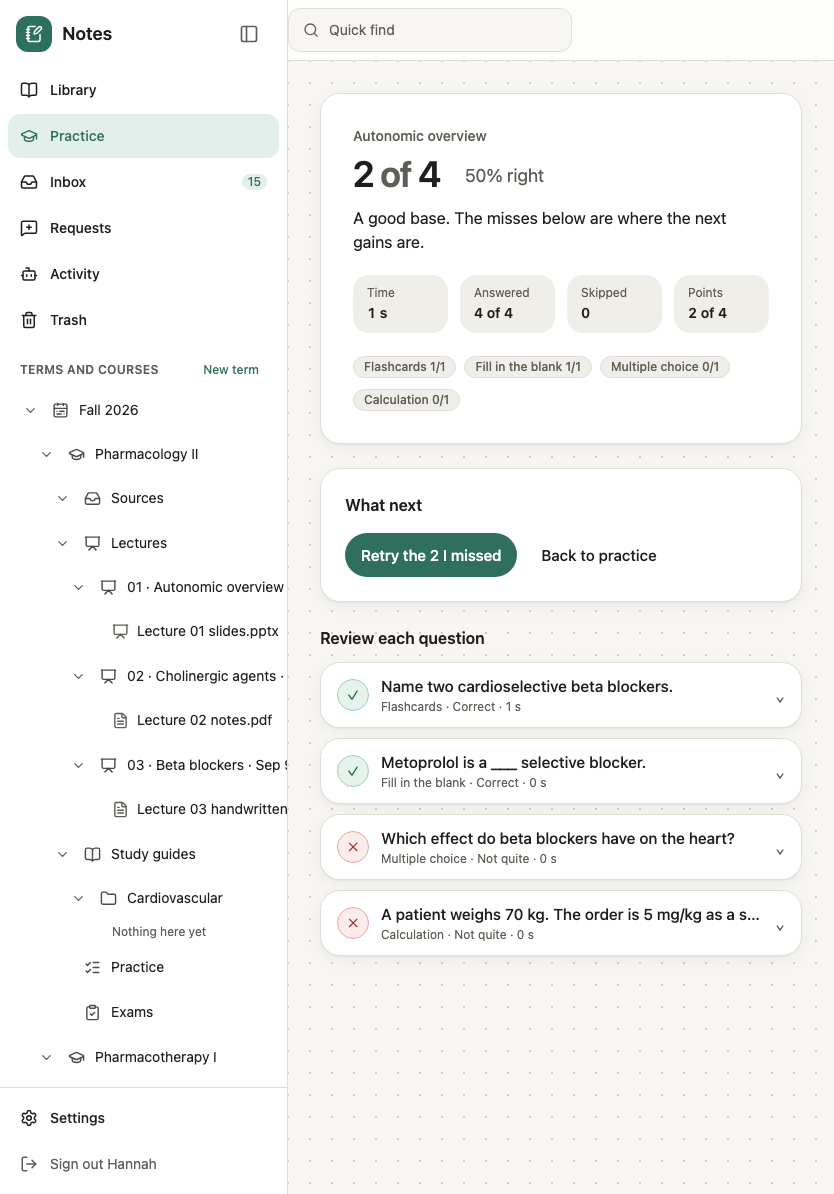 Notes
Library
Practice
Inbox
15
Requests
Activity
Trash
TERMS AND COURSES
New term
Fall 2026
Pharmacology II
Sources
Lectures
01 · Autonomic overview
Lecture 01 slides.pptx
02 · Cholinergic agents ·
Lecture 02 notes.pdf
03 · Beta blockers · Sep
Lecture 03 handwritten
Study guides
Cardiovascular
Nothing here yet
Practice
Exams
Pharmacotherapy I
Settings
Sign out Hannah
Quick find
Autonomic overview
2 of 4
50% right
A good base. The misses below are where the next
gains are.
Time
1 s
Answered
4 of 4
Skipped
0
Points
2 of 4
Flashcards 1/1
Fill in the blank 1/1
Multiple choice 0/1
Calculation 0/1
What next
Retry the 2 I missed
Back to practice
Review each question
Name two cardioselective beta blockers.
Flashcards · Correct · 1 s
Metoprolol is a ___ selective blocker.
Fill in the blank · Correct · 0 s
Which effect do beta blockers have on the heart?
Multiple choice · Not quite · 0 s
A patient weighs 70 kg. The order is 5 mg/kg as a s...
Calculation · Not quite · 0 s